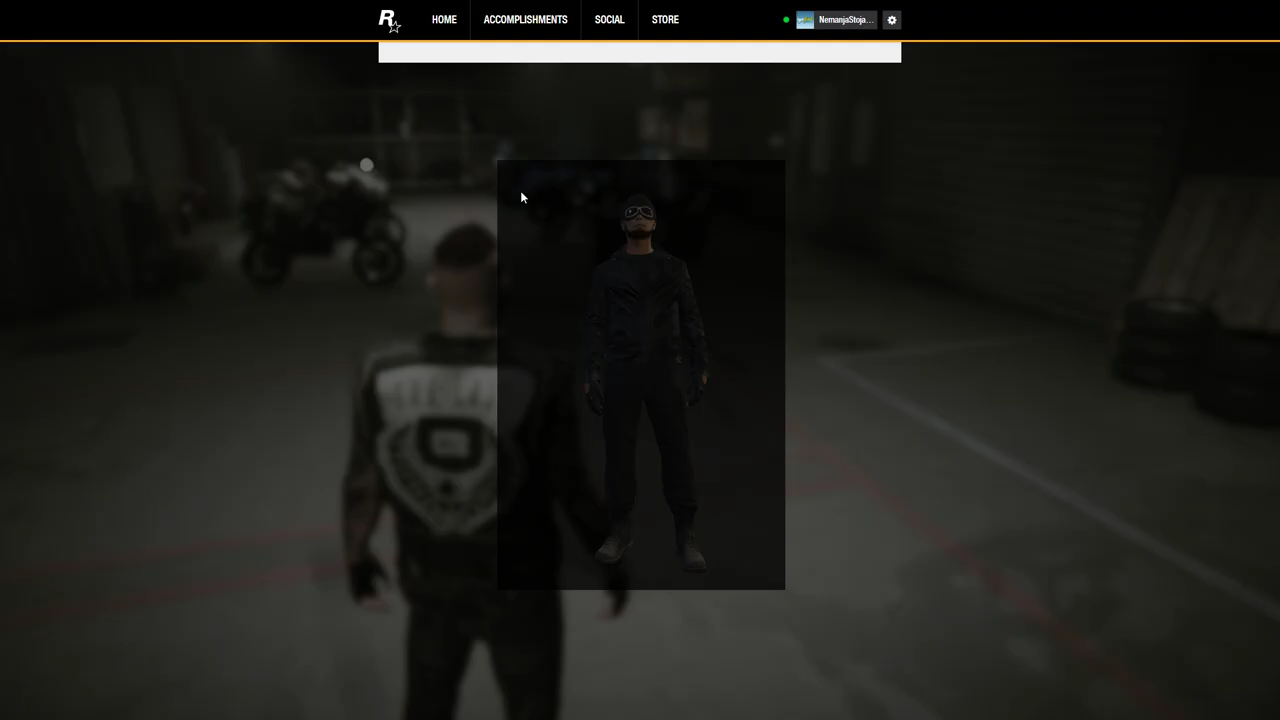 R
HOME
ACCOMPLISHMENTS
SOCIAL
STORE
NemanjaStoja...